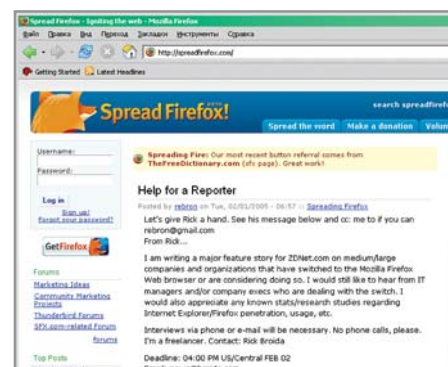 Spread Firefox - Igniting the web - Mozilla Firefox
Файл Правка Вид Переход Закладки Инструменты Справка
http://spreadfirefox.com/
Getting Started Latest Headlines
Spread Firefox!
search spreadfirefo
Spread the word Make a donation Volun
Username:
Password:
Log in
Sign up!
Forgot your password?
GetFirefox
Forums
Marketing Ideas
Community Marketing
Projects
Thunderbird Forums
SFX.com-related Forum
forums
Top Posts
Spreading Fire: Our most recent button referral comes from
TheFreeDictionary.com (sfx page). Great work!
Help for a Reporter
Posted by rebron on Tue, 02/01/2005 - 06:57 :: Spreading Firefox
Let's give Rick a hand. See his message below and cc: me to if you can
rebron@gmail.com
From Rick...
I am writing a major feature story for ZDNet.com on medium/large
companies and organizations that have switched to the Mozilla Firefox
Web browser or are considering doing so. I would still like to hear from IT
managers and/or company execs who are dealing with the switch. I
would also appreciate any known stats/research studies regarding
Internet Explorer/Firefox penetration, usage, etc.
Interviews via phone or e-mail will be necessary. No phone calls, please.
I'm a freelancer. Contact: Rick Broida
Deadline: 04:00 PM US/Central FEB 02